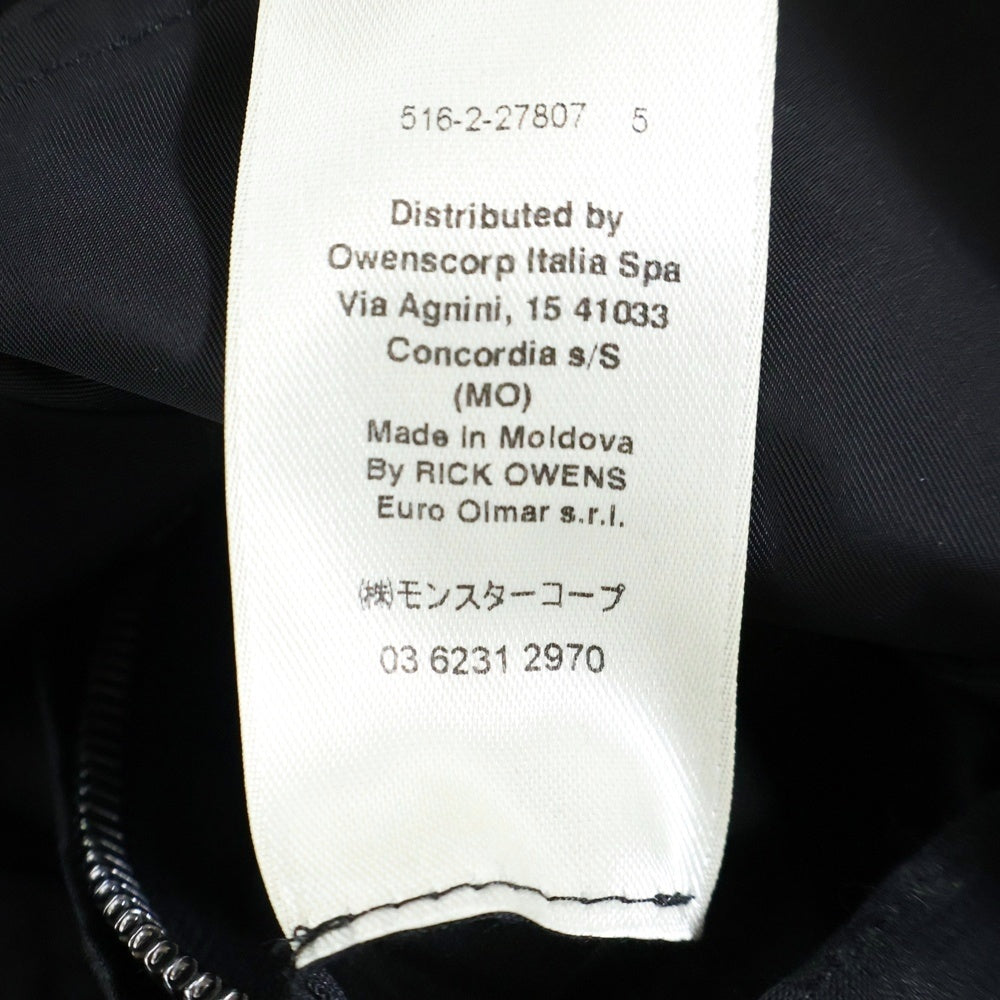 516-2-27807 5
Distributed by
Owenscorp Italia Spa
Via Agnini, 15 41033
Concordia s/S
(MO)
Made in Moldova
By RICK OWENS
Euro Olmar s.r.l.
㈱モンスターコープ
03 6231 2970